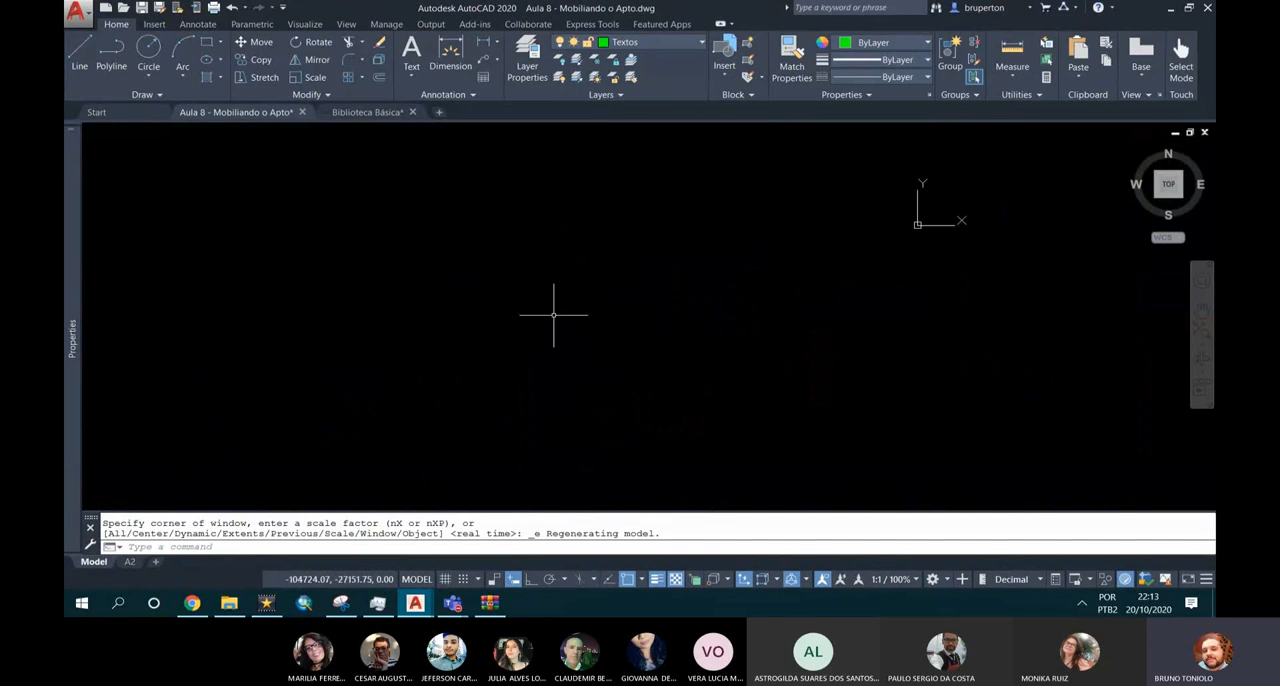 Autodesk AutoCAD 2020 Aula 8 - Mobiliando o Apto.dwg
Type a keyword or phrase
bruperton
Home Insert Annotate Parametric Visualize View Manage Output Add-ins Collaborate Express Tools Featured Apps
Line Polyline Circle Arc
Move Rotate
Copy Mirror
Stretch Scale
Text Dimension
Layer Properties
Textos
Insert
Match Properties
ByLayer
ByLayer
ByLayer
Group
Measure
Paste
Base
Select Mode
Draw Modify Annotation Layers Block Properties Groups Utilities Clipboard View Touch
Start Aula 8 - Mobiliando o Apto* Biblioteca Básica*
N
W TOP E
S
WCS
Y
X
Properties
Specify corner of window, enter a scale factor (nX or nXP), or
[All/Center/Dynamic/Extents/Previous/Scale/Window/Object] <real time>: _e Regenerating model.
Type a command
Model A2
-104724.07, -27151.75, 0.00 MODEL 1:1 / 100% Decimal
POR 22:13
PTB2 20/10/2020
VO AL
MARILIA FERRE... CESAR AUGUST... JEFERSON CAR... JULIA ALVES LO... CLAUDEMIR BE... GIOVANNA DE... VERA LUCIA M... ASTROGILDA SUARES DOS SANTOS... PAULO SERGIO DA COSTA MONIKA RUIZ BRUNO TONIOLO